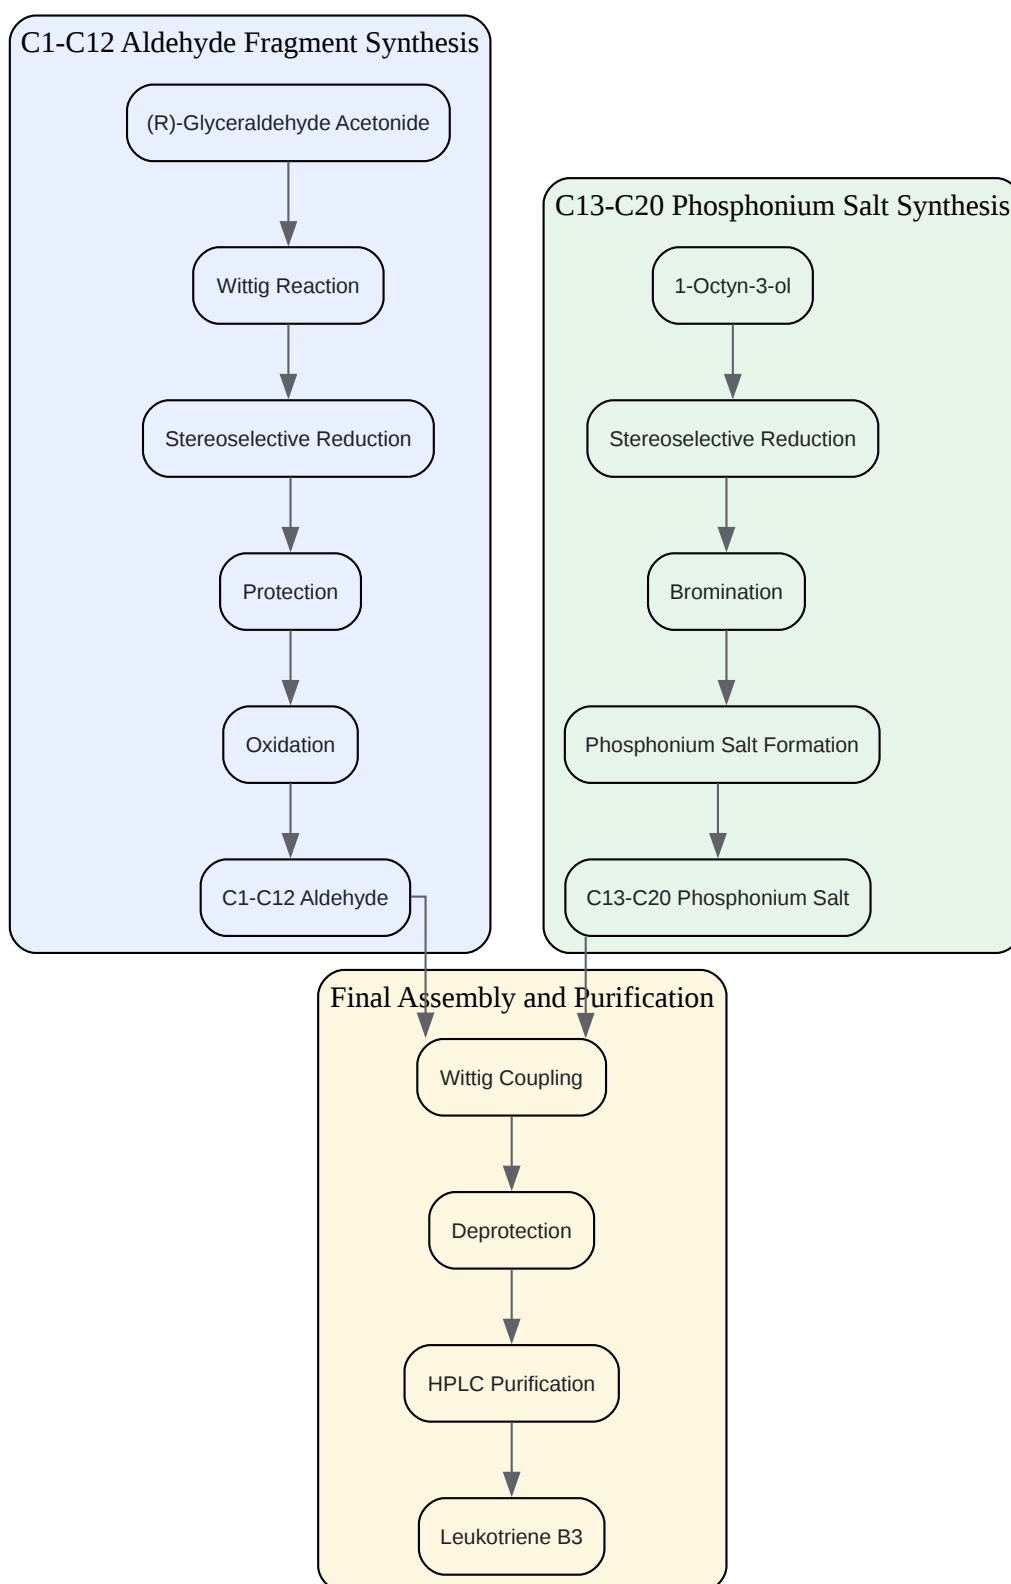 C1-C12 Aldehyde Fragment Synthesis
(R)-Glyceraldehyde Acetonide
Wittig Reaction
Stereoselective Reduction
Protection
Oxidation
C1-C12 Aldehyde
C13-C20 Phosphonium Salt Synthesis
1-Octyn-3-ol
Stereoselective Reduction
Bromination
Phosphonium Salt Formation
C13-C20 Phosphonium Salt
Final Assembly and Purification
Wittig Coupling
Deprotection
HPLC Purification
Leukotriene B3